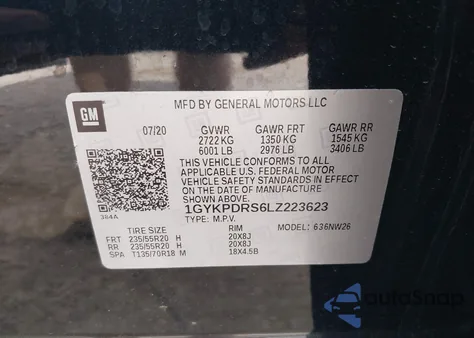 GM
MFD BY GENERAL MOTORS LLC
07/20 GVWR GAWR FRT GAWR RR
2722 KG 1350 KG 1545 KG
6001 LB 2976 LB 3406 LB
THIS VEHICLE CONFORMS TO ALL
APPLICABLE U.S. FEDERAL MOTOR
VEHICLE SAFETY STANDARDS IN EFFECT
ON THE DATE OF MANUFACTURE SHOWN ABOVE.
1GYKPDRS6LZ223623
TYPE: M.P.V.
384A
TIRE SIZE RIM MODEL: 636NW26
FRT 235/55R20 H 20X8J
RR 235/55R20 H 20X8J
SPA T135/70R18 M 18X4.5B
AutoSnap